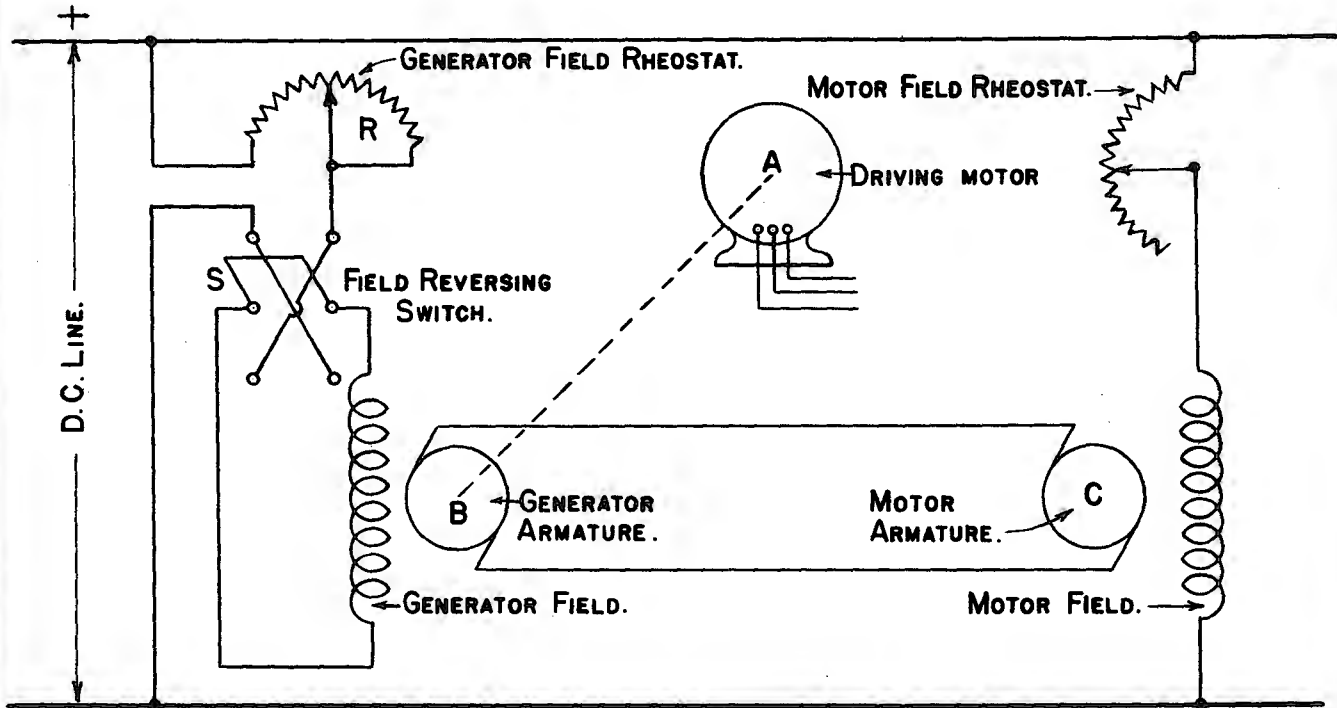 +
GENERATOR FIELD RHEOSTAT.
MOTOR FIELD RHEOSTAT.
R
A
DRIVING MOTOR
S
FIELD REVERSING
SWITCH.
D.C. LINE.
B
GENERATOR
ARMATURE.
MOTOR
ARMATURE.
C
GENERATOR FIELD.
MOTOR FIELD.